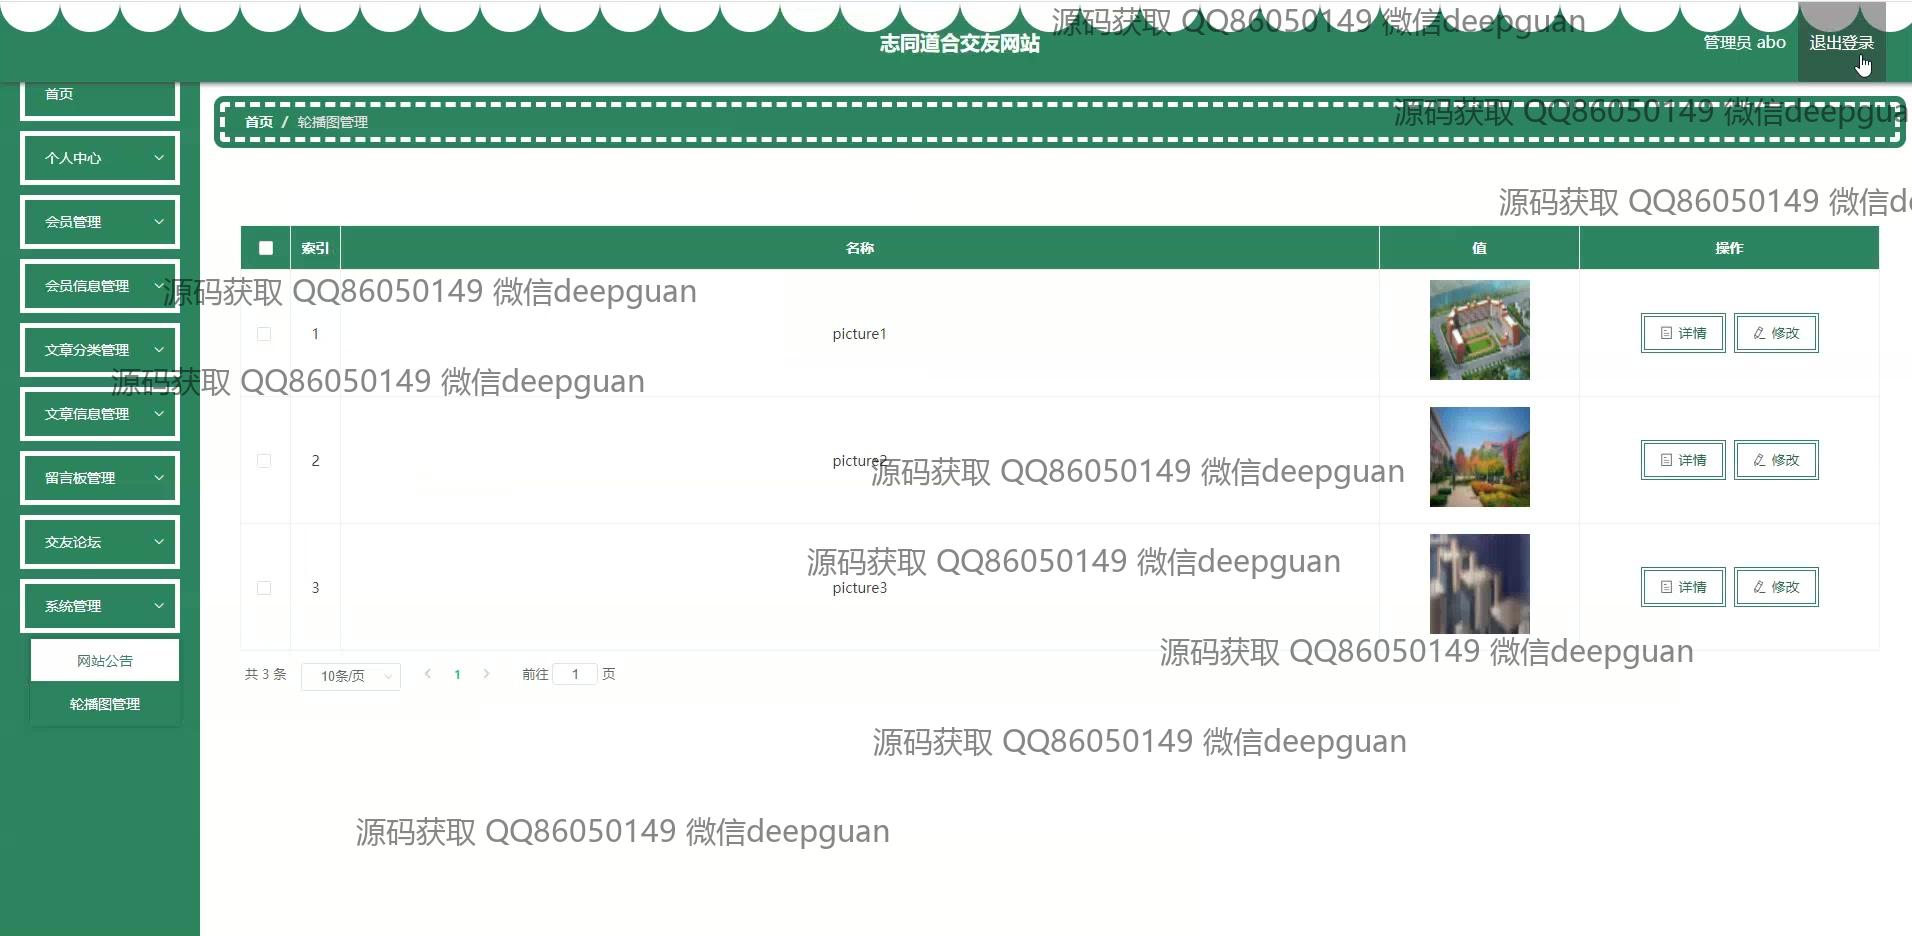 源码获取 QQ86050149 微信deepguan
志同道合交友网站
管理员 abo
退出登录
首页
首页 / 轮播图管理
源码获取 QQ86050149 微信deepgua
个人中心
源码获取 QQ86050149 微信d
会员管理
索引 名称 值 操作
会员信息管理
源码获取 QQ86050149 微信deepguan
1 picture1 详情 修改
文章分类管理
源码获取 QQ86050149 微信deepguan
文章信息管理
2 picture2 详情 修改
源码获取 QQ86050149 微信deepguan
留言板管理
交友论坛
源码获取 QQ86050149 微信deepguan
3 picture3 详情 修改
系统管理
源码获取 QQ86050149 微信deepguan
网站公告
共 3 条 10条/页 1 前往 1 页
轮播图管理
源码获取 QQ86050149 微信deepguan
源码获取 QQ86050149 微信deepguan